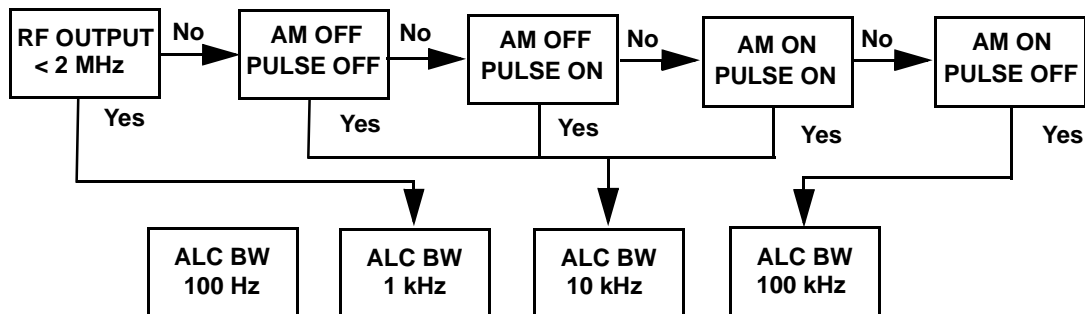 RF OUTPUT
< 2 MHz
No
AM OFF
PULSE OFF
No
AM OFF
PULSE ON
No
AM ON
PULSE ON
No
AM ON
PULSE OFF
Yes
Yes
Yes
Yes
Yes
ALC BW
100 Hz
ALC BW
1 kHz
ALC BW
10 kHz
ALC BW
100 kHz